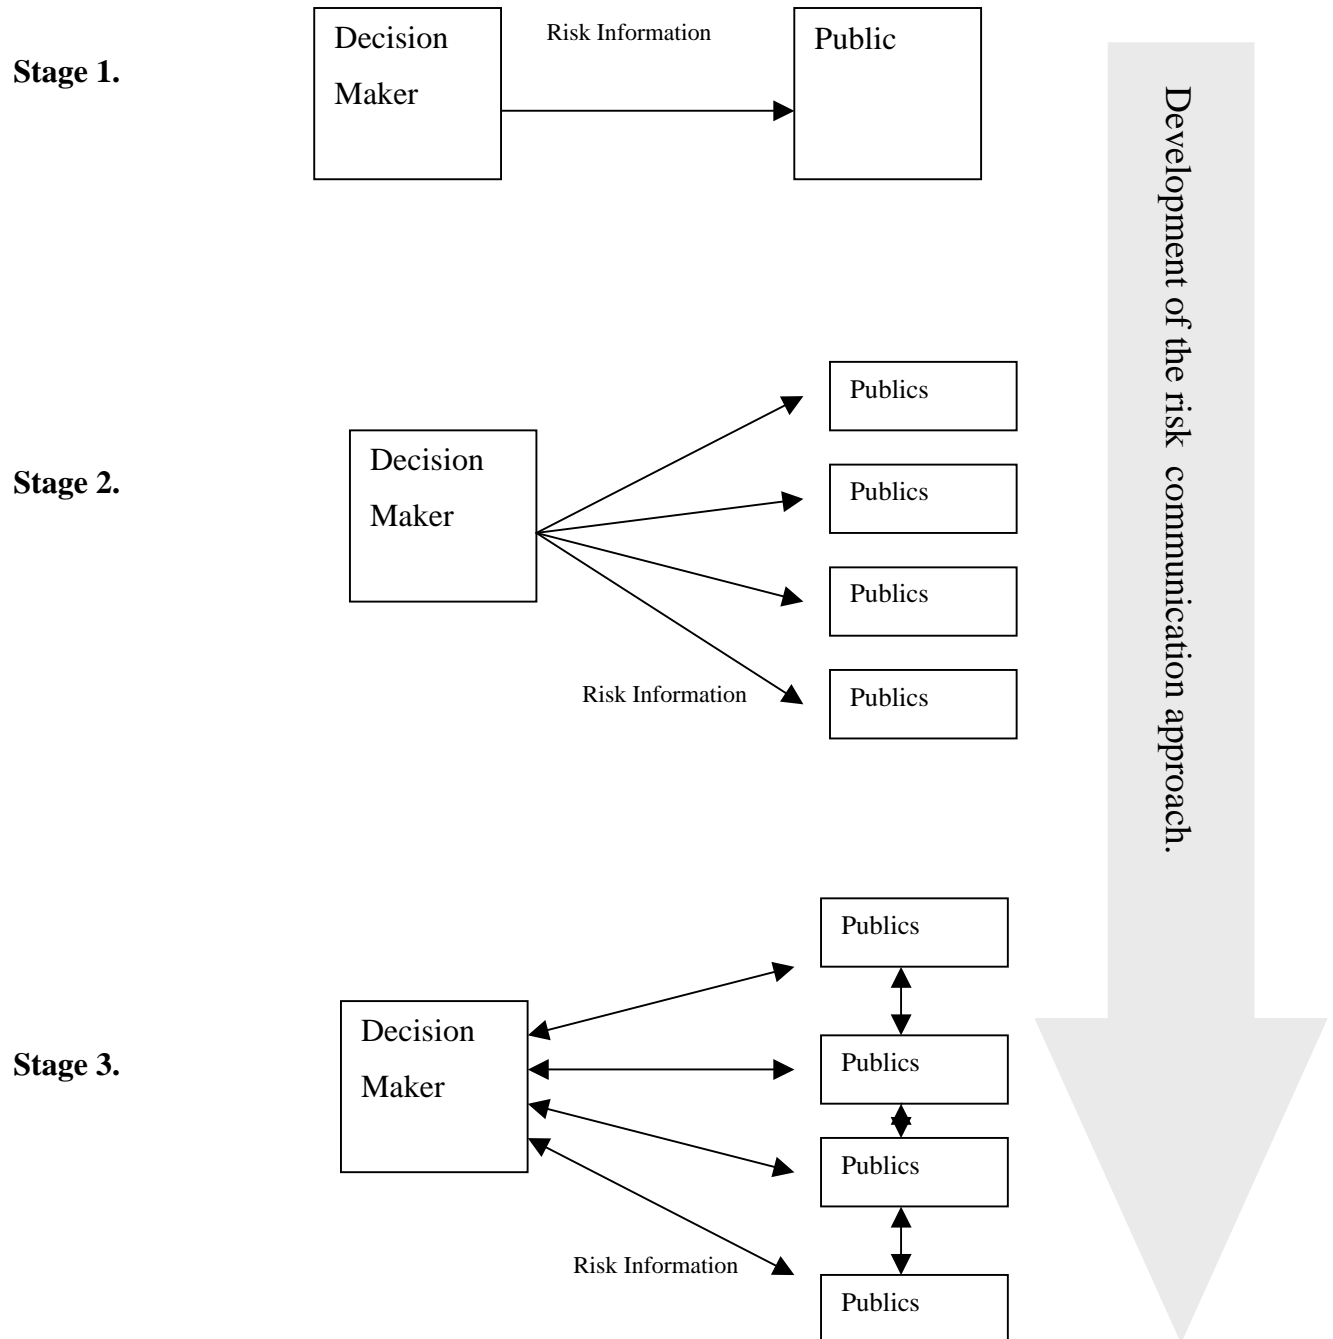 Stage 1.
Decision
Maker
Risk Information
Public
Development of the risk communication approach.
Stage 2.
Decision
Maker
Publics
Publics
Publics
Publics
Risk Information
Stage 3.
Decision
Maker
Publics
Publics
Publics
Publics
Risk Information